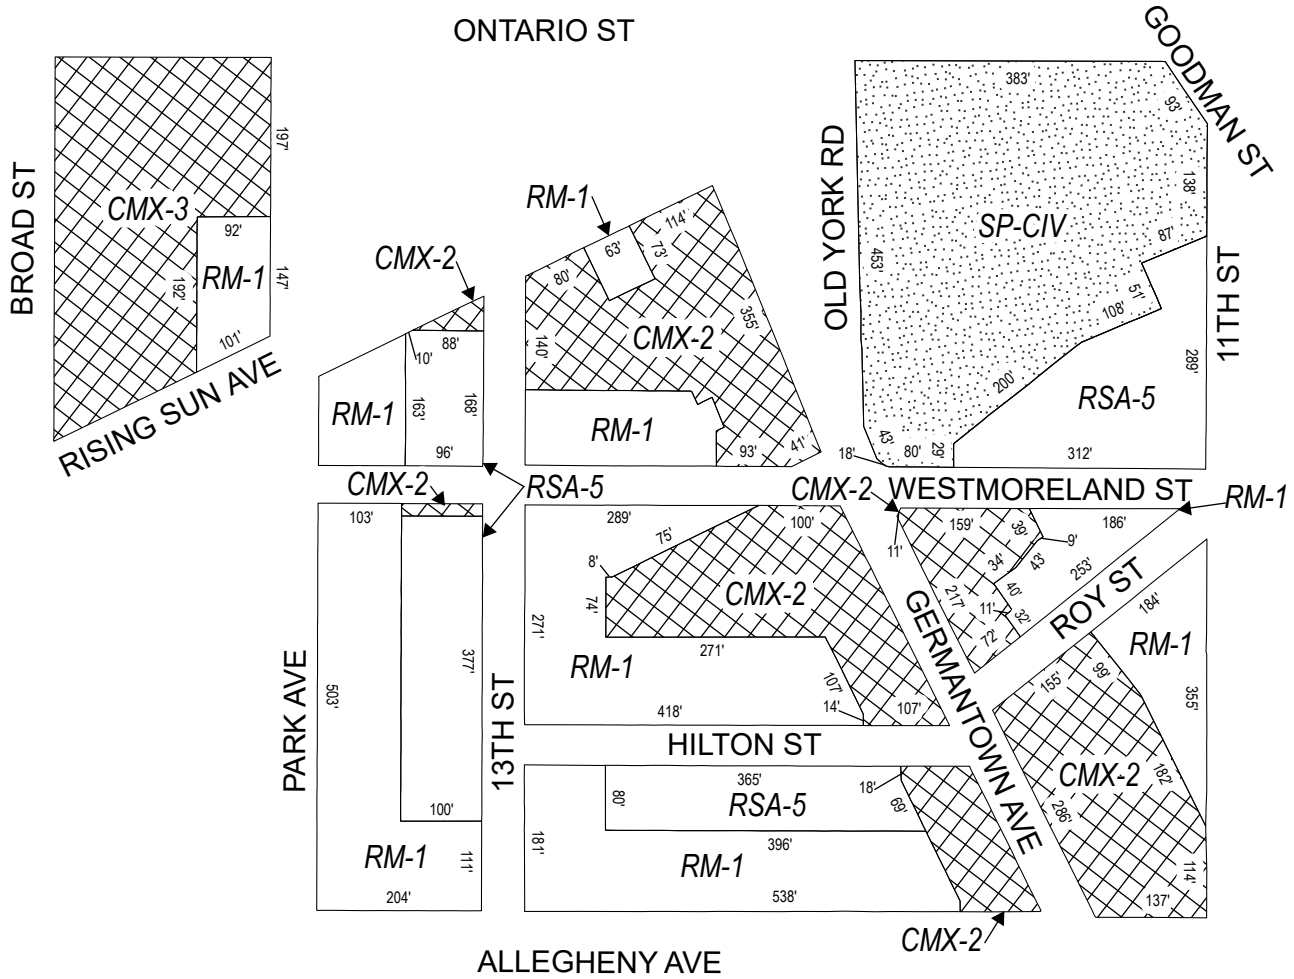 ONTARIO ST
GOODMAN ST
BROAD ST
CMX-3
197'
92'
RM-1
192'
147'
101'
RISING SUN AVE
CMX-2
88'
10'
RM-1
163'
168'
96'
RSA-5
RM-1
63'
114'
73'
80'
140'
CMX-2
355'
RM-1
93'
41'
OLD YORK RD
383'
93'
138'
SP-CIV
87'
453'
51'
108'
200'
43'
18'
80'
29'
11TH ST
289'
RSA-5
312'
WESTMORELAND ST
CMX-2
103'
377'
503'
100'
RM-1
111'
204'
PARK AVE
13TH ST
289'
75'
100'
8'
74'
CMX-2
271'
271'
RM-1
107'
14'
107'
418'
HILTON ST
CMX-2
11'
159'
39'
186'
RM-1
9'
34'
43'
253'
40'
217'
11'
32'
72'
ROY ST
184'
RM-1
99'
155'
355'
GERMANTOWN AVE
CMX-2
182'
286'
114'
137'
365'
18'
80'
RSA-5
69'
181'
396'
RM-1
538'
CMX-2
ALLEGHENY AVE